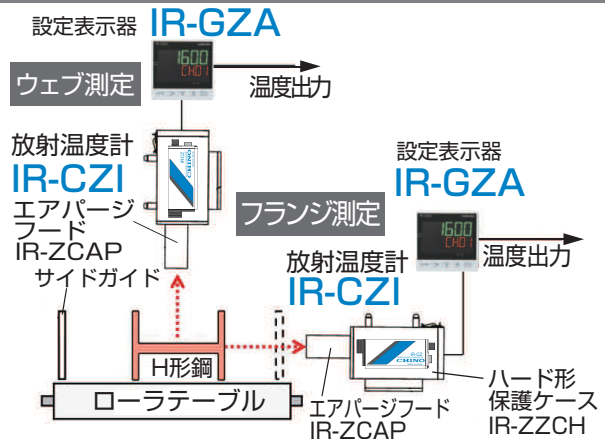 設定表示器 IR-GZA
1600
CH01
ウェブ測定
温度出力
放射温度計
IR-CZI
CHINO
エアパージ
フード
IR-ZCAP
サイドガイド
設定表示器
IR-GZA
フランジ測定
1600
CH01
温度出力
放射温度計
IR-CZI
CHINO
H形鋼
ローラテーブル
エアパージフード
IR-ZCAP
ハード形
保護ケース
IR-ZZCH